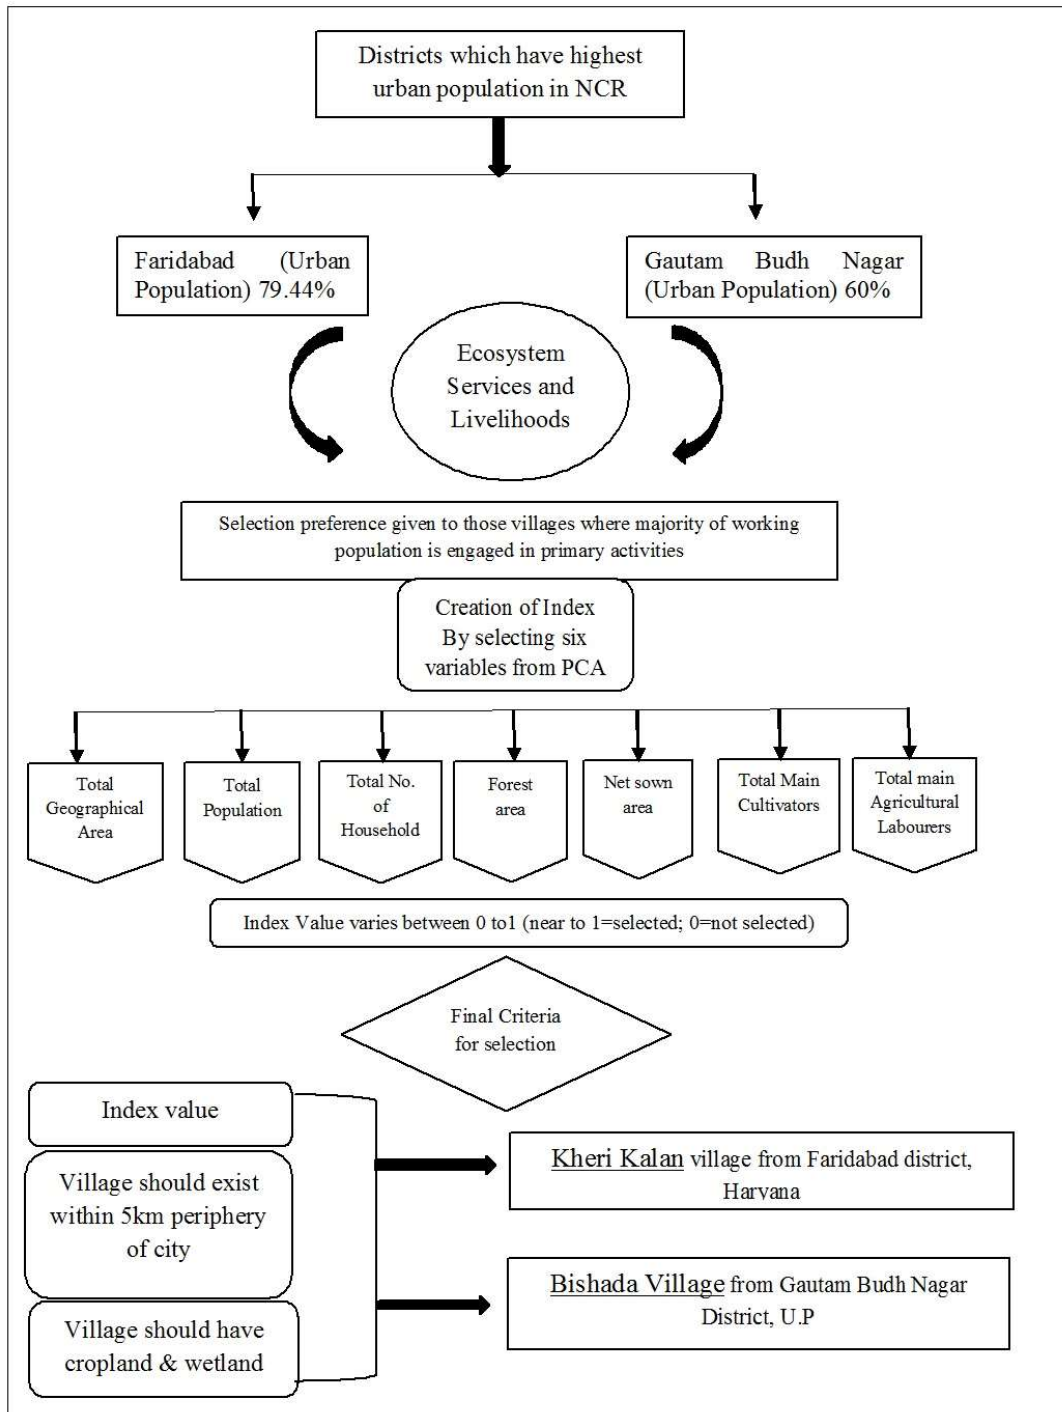 Districts which have highest
urban population in NCR
Faridabad (Urban
Population) 79.44%
Gautam Budh Nagar
(Urban Population) 60%
Ecosystem
Services and
Livelihoods
Selection preference given to those villages where majority of working
population is engaged in primary activities
Creation of Index
By selecting six
variables from PCA
Total
Geographical
Area
Total
Population
Total No.
of
Household
Forest
area
Net sown
area
Total Main
Cultivators
Total main
Agricultural
Labourers
Index Value varies between 0 to1 (near to 1=selected; 0=not selected)
Final Criteria
for selection
Index value
Village should exist
within 5km periphery
of city
Village should have
cropland & wetland
Kheri Kalan village from Faridabad district,
Haryana
Bishada Village from Gautam Budh Nagar
District, U.P